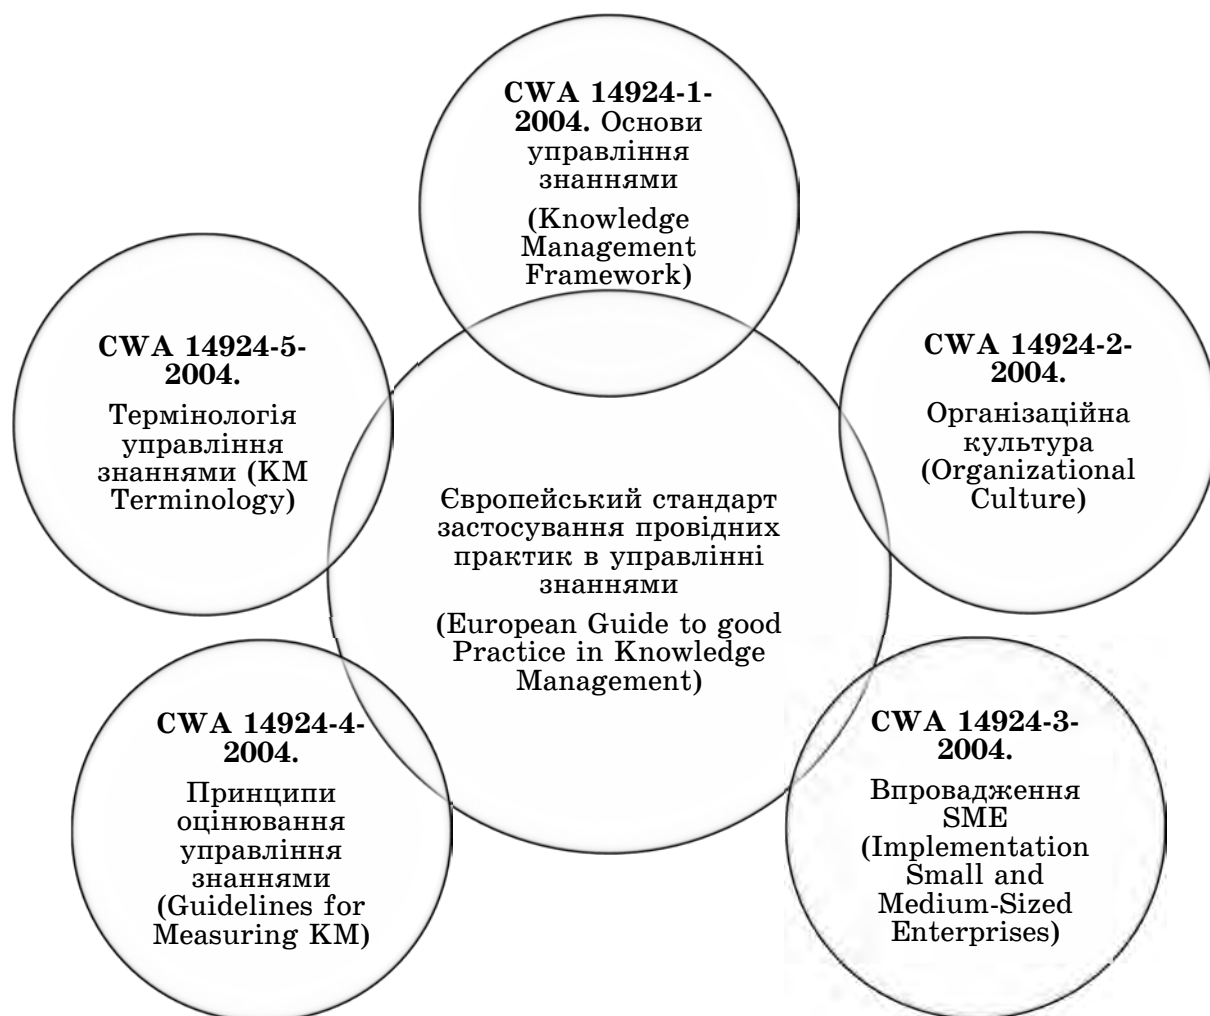 CWA 14924-1-
2004. Основи
управління
знаннями
(Knowledge
Management
Framework)
CWA 14924-5-
2004.
Термінологія
управління
знаннями (KM
Terminology)
CWA 14924-2-
2004.
Організаційна
культура
(Organizational
Culture)
Європейський стандарт
застосування провідних
практик в управлінні
знаннями
(European Guide to good
Practice in Knowledge
Management)
CWA 14924-4-
2004.
Принципи
оцінювання
управління
знаннями
(Guidelines for
Measuring KM)
CWA 14924-3-
2004.
Впровадження
SME
(Implementation
Small and
Medium-Sized
Enterprises)